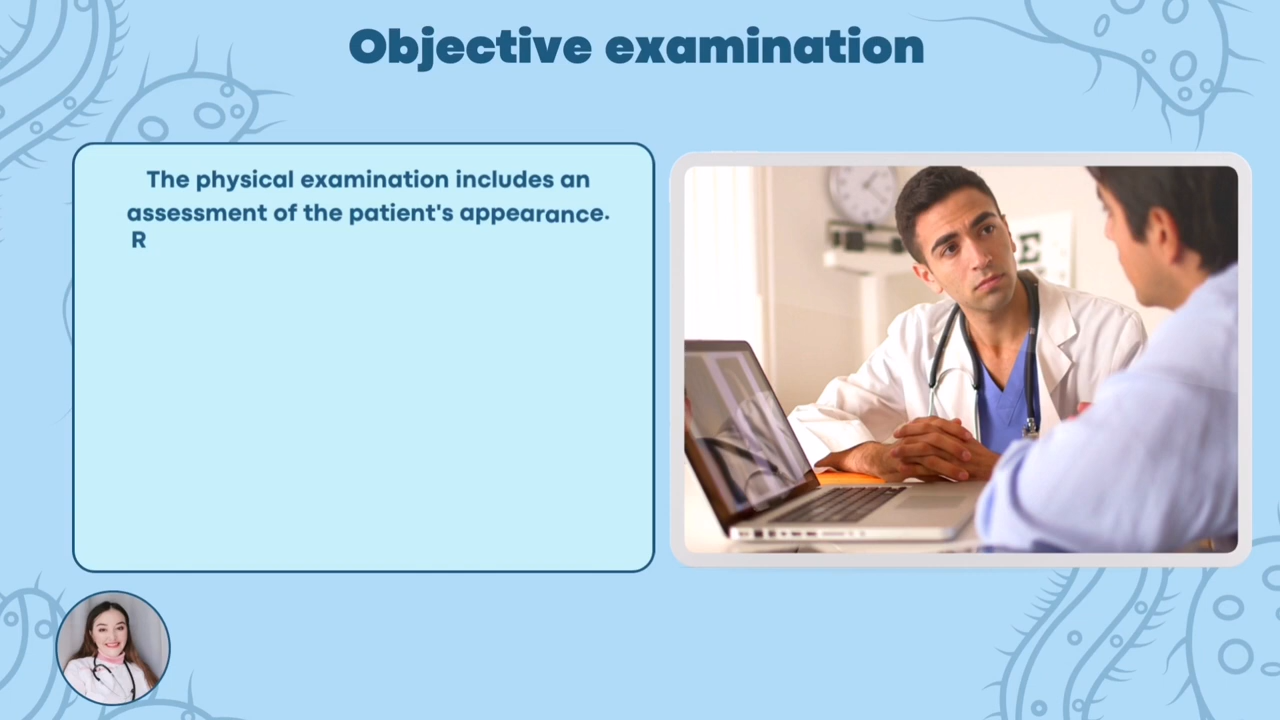 Objective examination
The physical examination includes an
assessment of the patient's appearance.
R
E